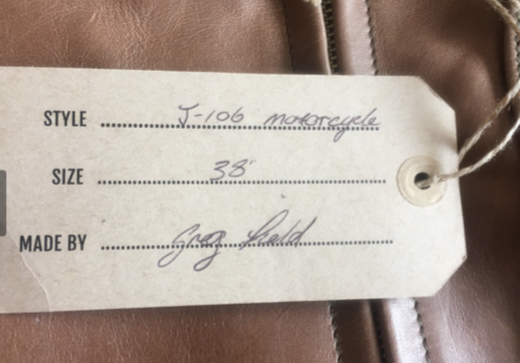 STYLE J-106 motorcycle
SIZE 38"
MADE BY Greg Field